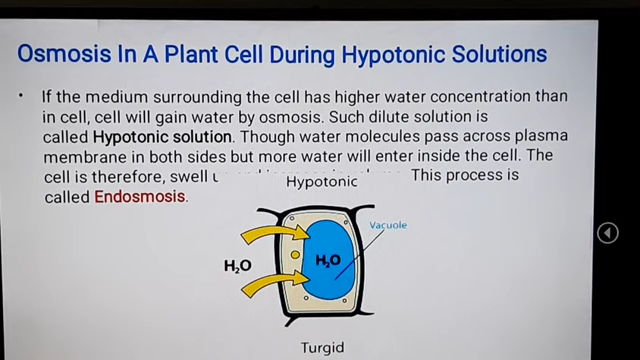 Osmosis In A Plant Cell During Hypotonic Solutions
• If the medium surrounding the cell has higher water concentration than
in cell, cell will gain water by osmosis. Such dilute solution is
called Hypotonic solution. Though water molecules pass across plasma
membrane in both sides but more water will enter inside the cell. The
cell is therefore, swell This process is
called Endosmosis.
Hypotonic
Vacuole
H₂O
H₂O
Turgid